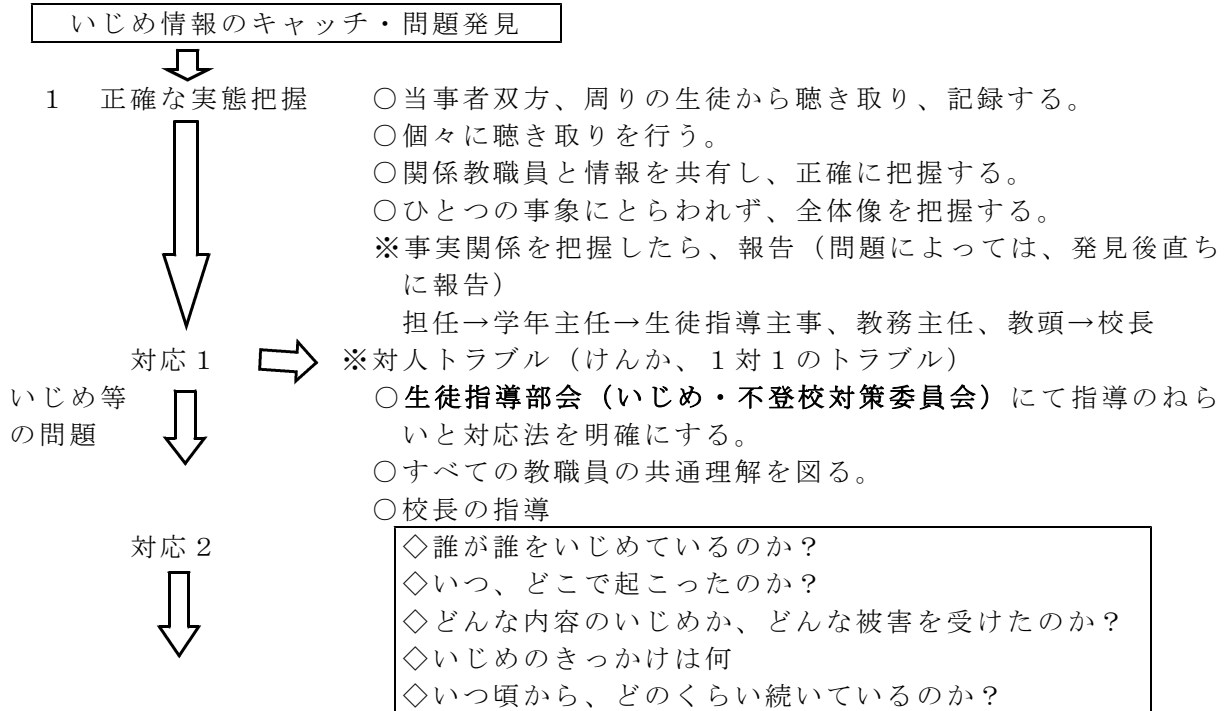 いじめ情報のキャッチ・問題発見
1 正確な実態把握 ○当事者双方、周りの生徒から聴き取り、記録する。
○個々に聴き取りを行う。
○関係教職員と情報を共有し、正確に把握する。
○ひとつの事象にとらわれず、全体像を把握する。
※事実関係を把握したら、報告（問題によっては、発見後直ち
に報告）
担任→学年主任→生徒指導主事、教務主任、教頭→校長
対応1 ※対人トラブル（けんか、1対1のトラブル）
いじめ等 ○生徒指導部会（いじめ・不登校対策委員会）にて指導のねら
の問題 いと対応法を明確にする。
○すべての教職員の共通理解を図る。
○校長の指導
対応2 ◇誰が誰をいじめているのか？
◇いつ、どこで起こったのか？
◇どんな内容のいじめか、どんな被害を受けたのか？
◇いじめのきっかけは何
◇いつ頃から、どのくらい続いているのか？